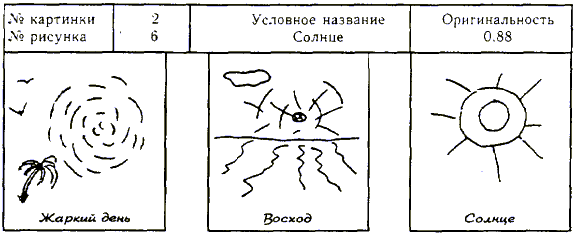 № картинки 2 Условное название Оригинальность
№ рисунка 6 Солнце 0.88
Жаркий день Восход Солнце